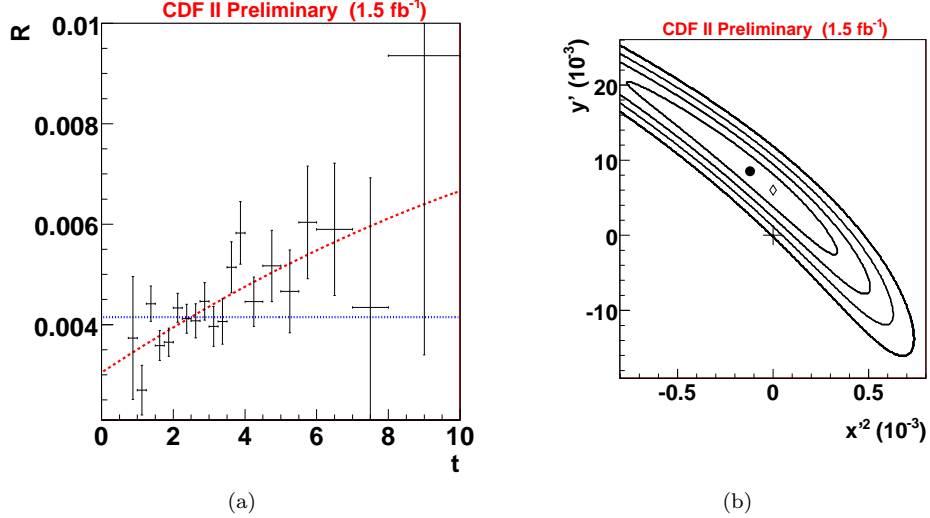 CDF II Preliminary (1.5 fb⁻¹)
R
0.01
0.008
0.006
0.004
0 2 4 6 8 10
t
(a)
CDF II Preliminary (1.5 fb⁻¹)
y' (10⁻³)
20
10
0
-10
-0.5 0 0.5
x'² (10⁻³)
(b)